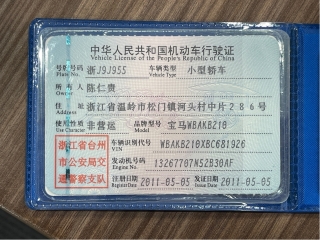 中华人民共和国机动车行驶证
Vehicle License of the People's Republic of China
号牌号码 浙J9J955 车辆类型 小型轿车
Plate No. Vehicle Type
所有人 陈仁贵
Owner
住址 浙江省温岭市松门镇河头村中片286号
Address
使用性质 非营运 品牌型号 宝马WBAKB210
Use Character Model
浙江省台州 车辆识别代号 WBAKB210XBC681926
市公安局交 VIN
通警察支队 发动机号码 13267707N52B30AF
Engine No.
注册日期 2011-05-05 发证日期 2011-05-05
Register Date Issue Date